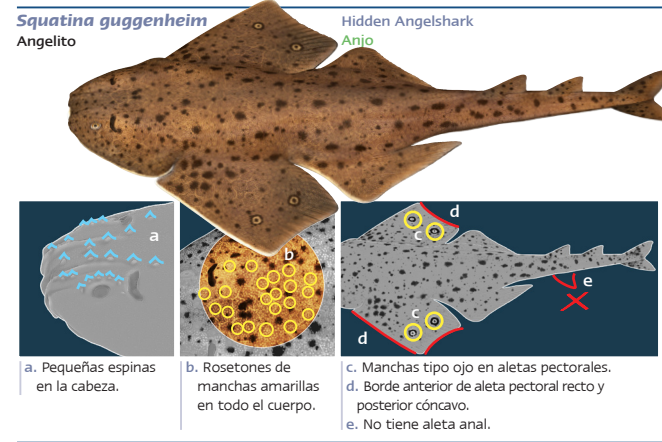 Squatina guggenheim
Hidden Angelshark
Angelito
Anjo
a
b
d
c
e
c
d
a. Pequeñas espinas
en la cabeza.
b. Rosetones de
manchas amarillas
en todo el cuerpo.
c. Manchas tipo ojo en aletas pectorales.
d. Borde anterior de aleta pectoral recto y
posterior cóncavo.
e. No tiene aleta anal.